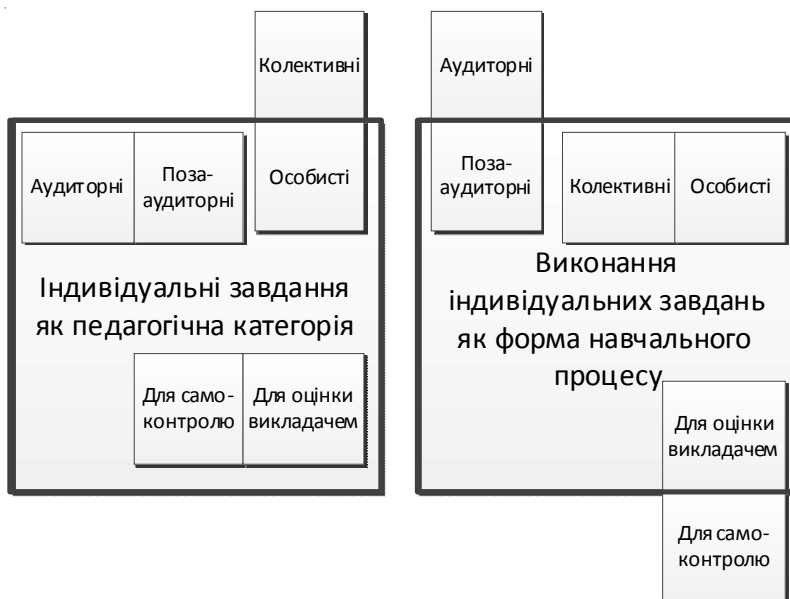 Колективні
Аудиторні
Поза-
аудиторні
Особисті
Індивідуальні завдання
як педагогічна категорія
Для само-
контролю
Для оцінки
викладачем
Аудиторні
Поза-
аудиторні
Колективні
Особисті
Виконання
індивідуальних завдань
як форма навчального
процесу
Для оцінки
викладачем
Для само-
контролю